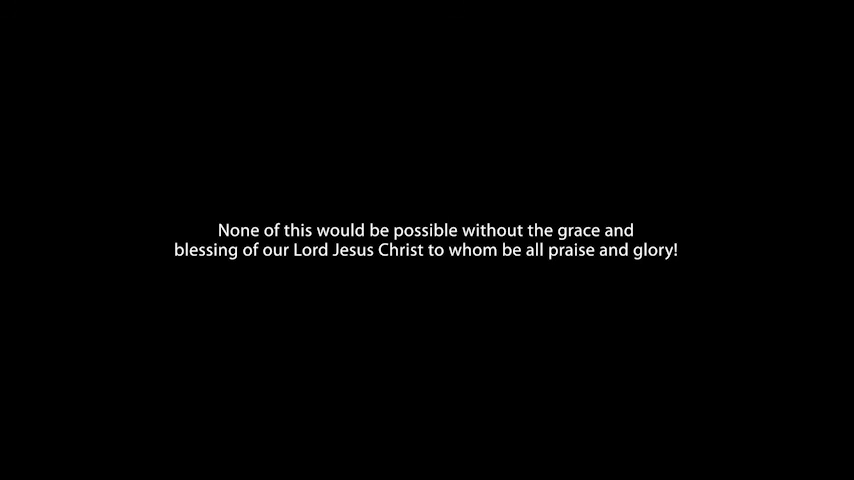 None of this would be possible without the grace and
blessing of our Lord Jesus Christ to whom be all praise and glory!